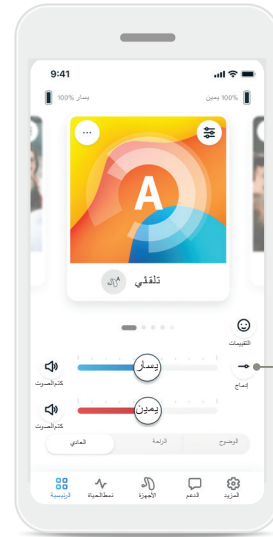 9:41
يسار 100%
100% يمين
...
A
تلقائي
التقييمات
يسار
كتم الصوت
إدماج
يمين
كتم الصوت
العادي
الراحة
الوضوح
الرئيسية
نمط الحياة
الأجهزة
الدعم
المزيد